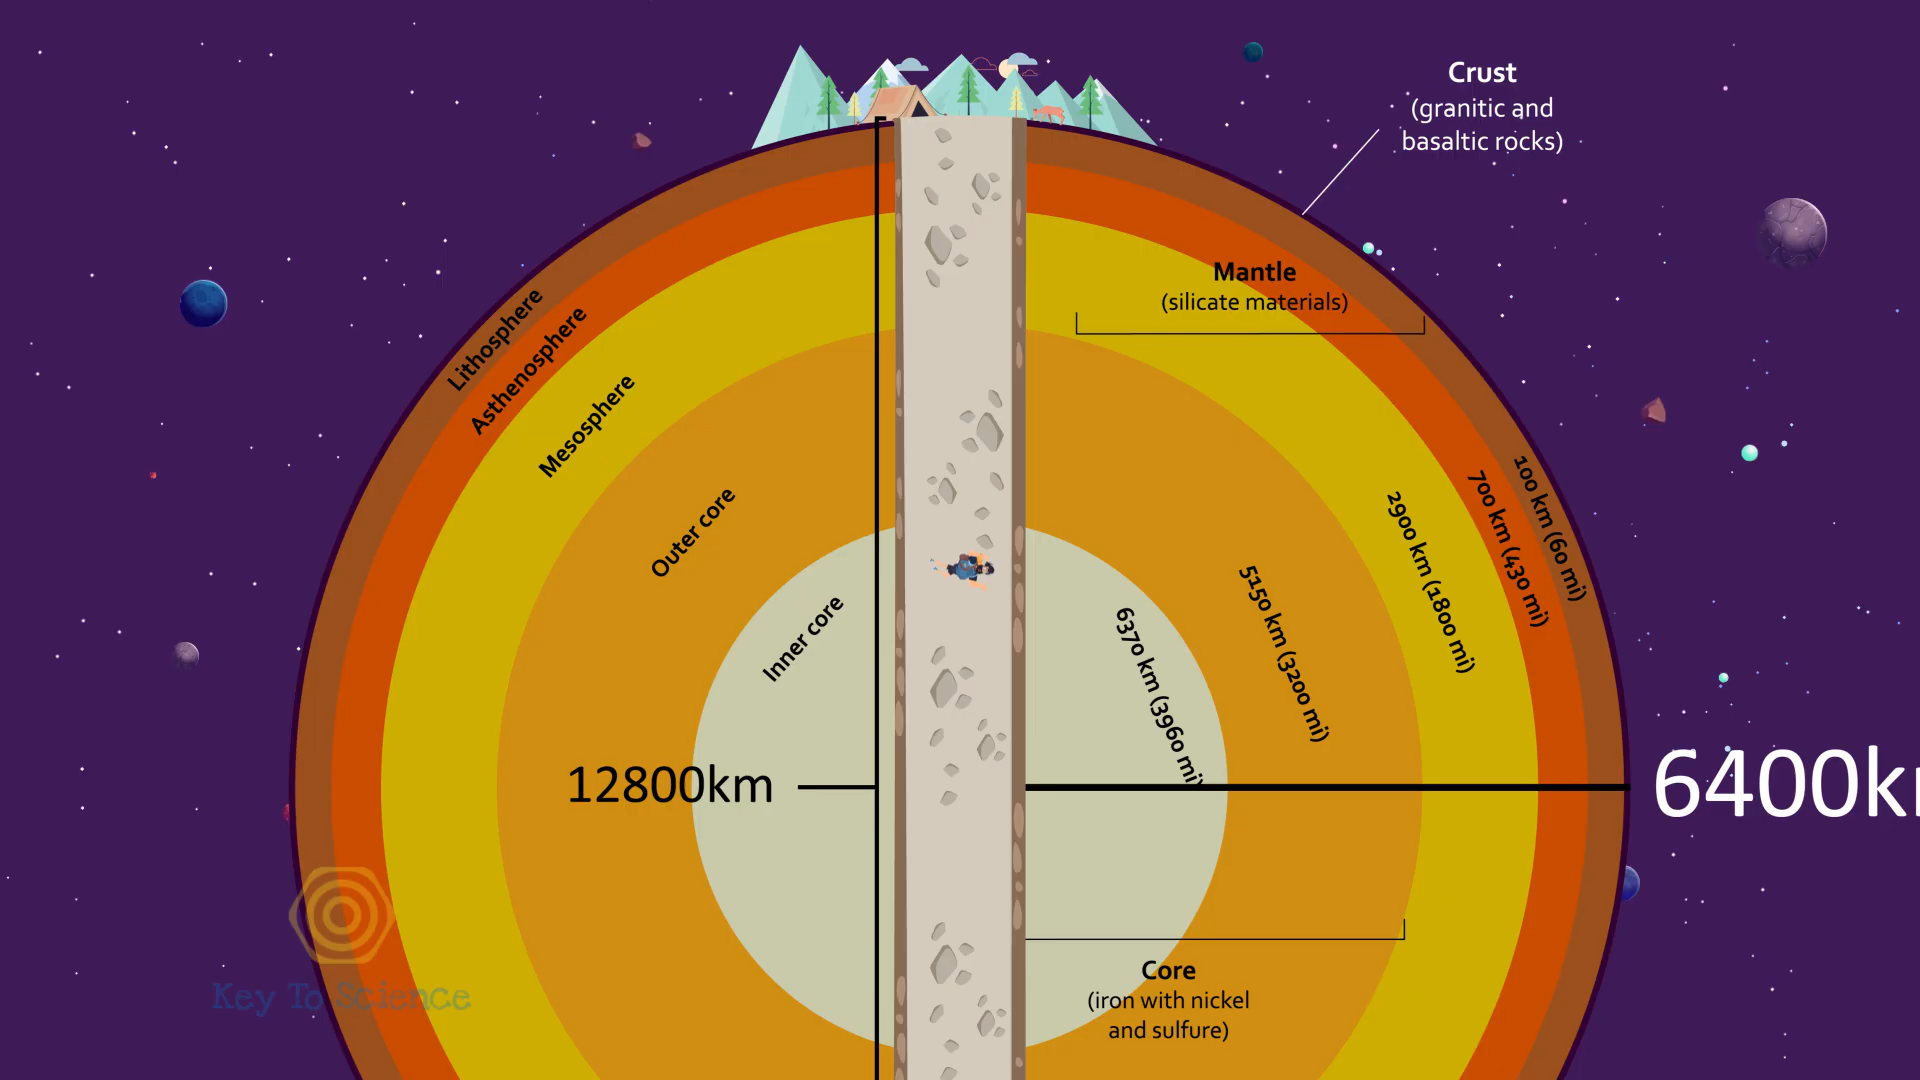 Crust
(granitic and
basaltic rocks)
Mantle
(silicate materials)
Lithosphere
Asthenosphere
Mesosphere
Outer core
Inner core
100 km (60 mi)
700 km (430 mi)
2900 km (1800 mi)
5150 km (3200 mi)
6370 km (3960 mi)
12800km
6400k
Key To Science
Core
(iron with nickel
and sulfure)